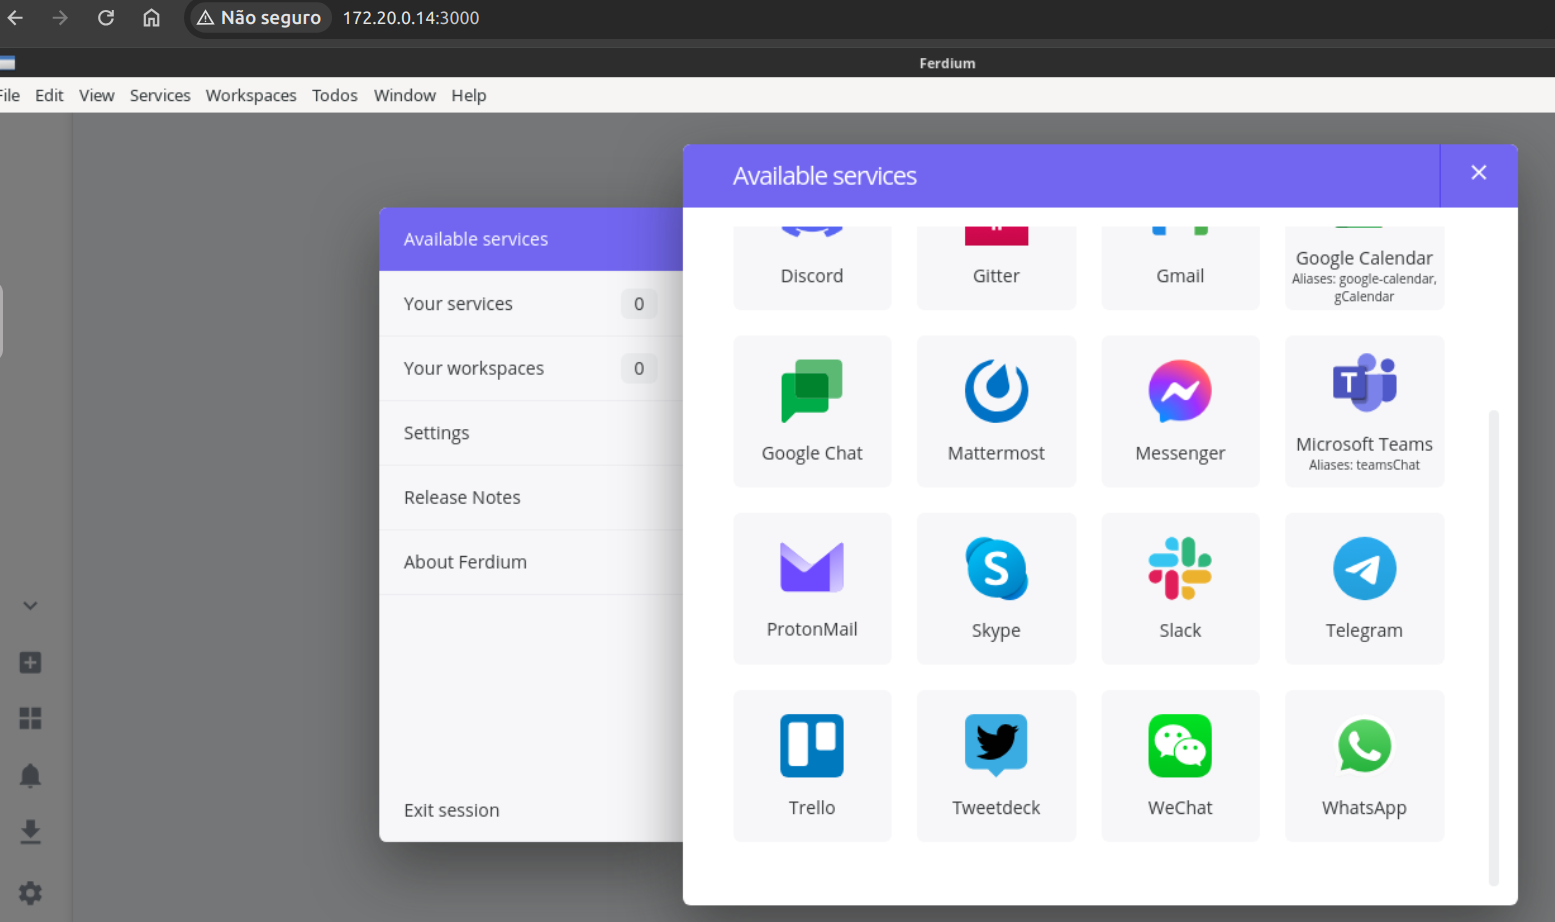 Não seguro 172.20.0.14:3000
Ferdium
File Edit View Services Workspaces Todos Window Help
Available services
Available services
Your services 0
Your workspaces 0
Settings
Release Notes
About Ferdium
Exit session
Discord
Gitter
Gmail
Google Calendar
Aliases: google-calendar,
gCalendar
Google Chat
Mattermost
Messenger
T
Microsoft Teams
Aliases: teamsChat
ProtonMail
S
Skype
Slack
Telegram
Trello
Tweetdeck
WeChat
WhatsApp